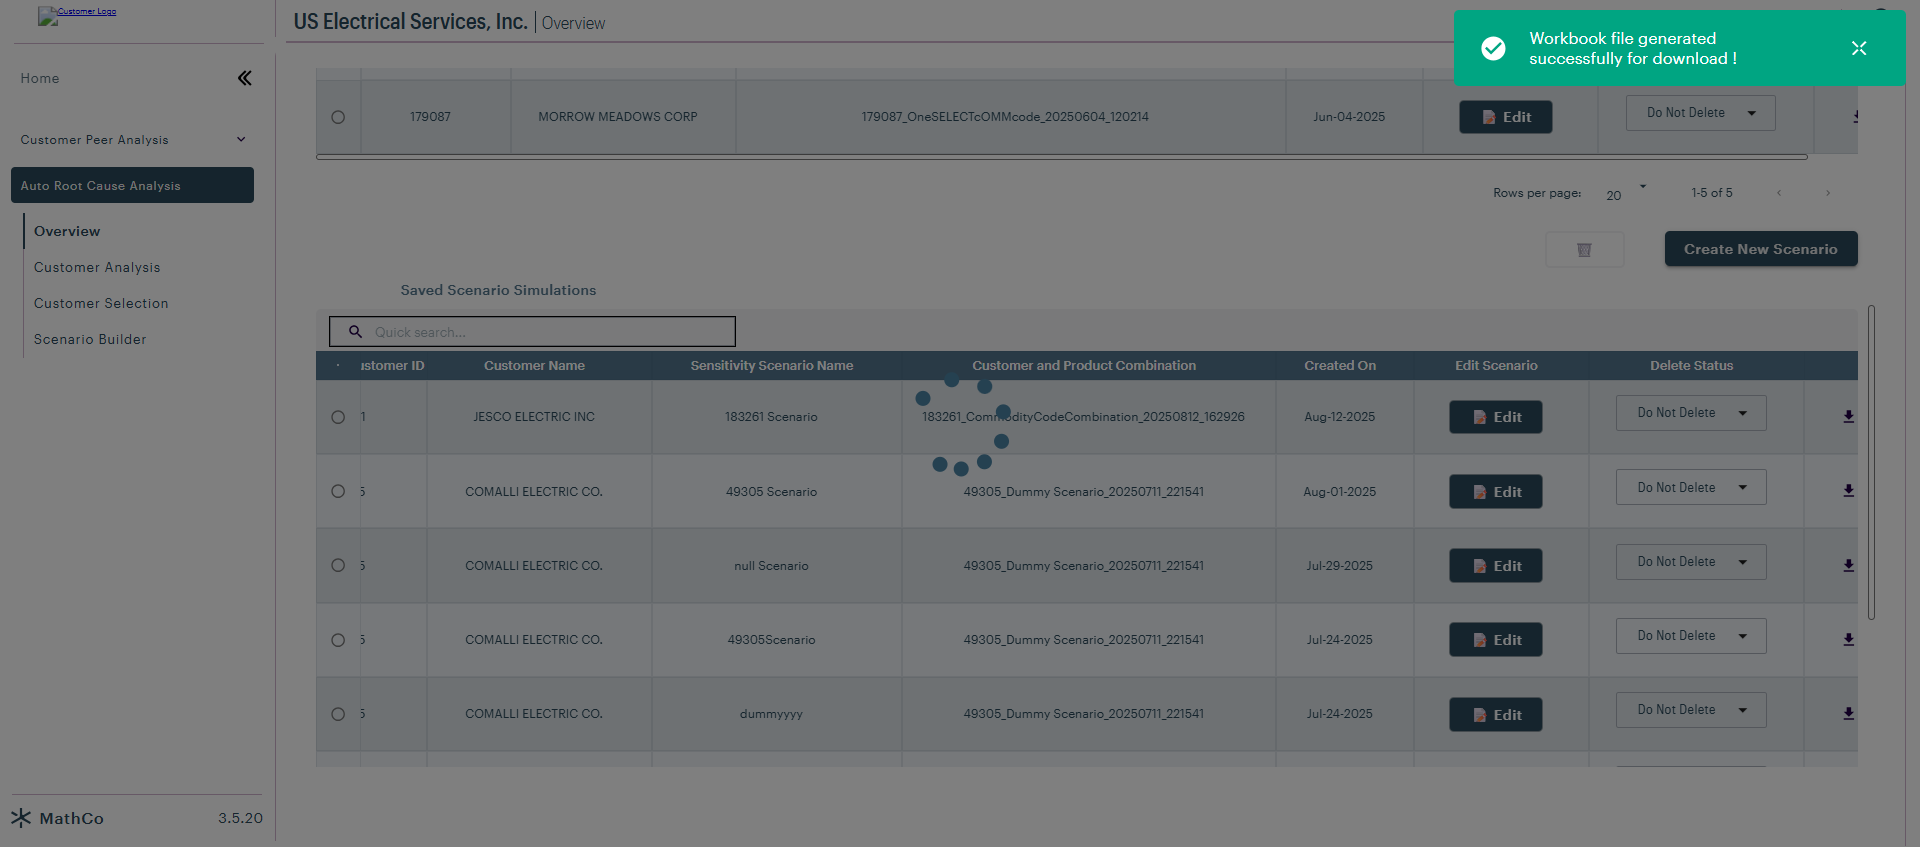 Customer Logo
US Electrical Services, Inc. | Overview
Workbook file generated
successfully for download !
Home
Customer Peer Analysis
Auto Root Cause Analysis
Overview
Customer Analysis
Customer Selection
Scenario Builder
MathCo 3.5.20
179087 MORROW MEADOWS CORP 179087_OneSELECTcOMMcode_20250604_120214 Jun-04-2025 Edit Do Not Delete
Rows per page: 20 1-5 of 5
Create New Scenario
Saved Scenario Simulations
Quick search...
ustomer ID Customer Name Sensitivity Scenario Name Customer and Product Combination Created On Edit Scenario Delete Status
1 JESCO ELECTRIC INC 183261 Scenario 183261_CommodityCodeCombination_20250812_162926 Aug-12-2025 Edit Do Not Delete
5 COMALLI ELECTRIC CO. 49305 Scenario 49305_Dummy Scenario_20250711_221541 Aug-01-2025 Edit Do Not Delete
5 COMALLI ELECTRIC CO. null Scenario 49305_Dummy Scenario_20250711_221541 Jul-29-2025 Edit Do Not Delete
5 COMALLI ELECTRIC CO. 49305Scenario 49305_Dummy Scenario_20250711_221541 Jul-24-2025 Edit Do Not Delete
5 COMALLI ELECTRIC CO. dummyyyy 49305_Dummy Scenario_20250711_221541 Jul-24-2025 Edit Do Not Delete